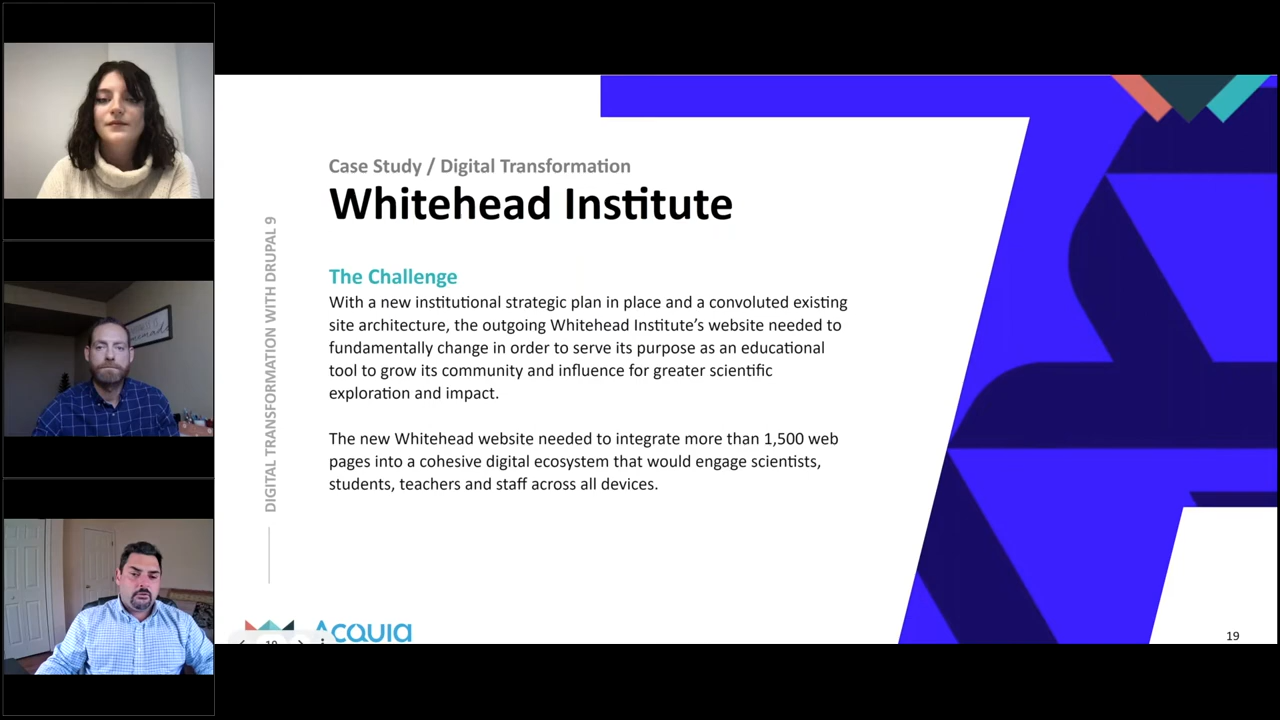 Case Study / Digital Transformation
Whitehead Institute
DIGITAL TRANSFORMATION WITH DRUPAL 9
The Challenge
With a new institutional strategic plan in place and a convoluted existing
site architecture, the outgoing Whitehead Institute's website needed to
fundamentally change in order to serve its purpose as an educational
tool to grow its community and influence for greater scientific
exploration and impact.
The new Whitehead website needed to integrate more than 1,500 web
pages into a cohesive digital ecosystem that would engage scientists,
students, teachers and staff across all devices.
Acquia
19